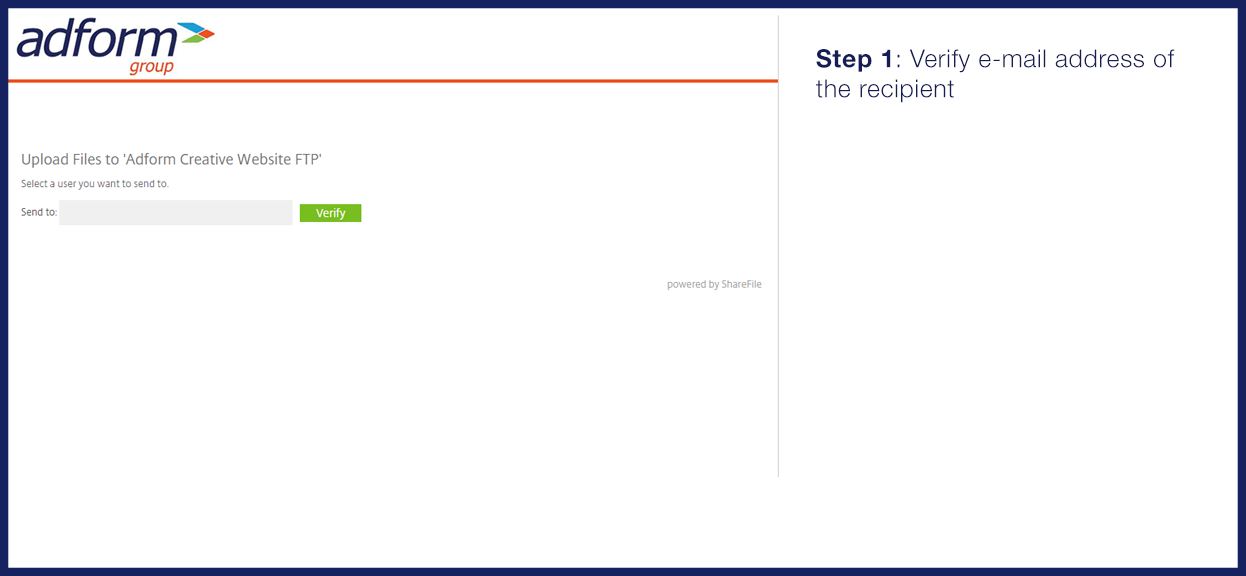 adform
group
Step 1: Verify e-mail address of
the recipient
Upload Files to 'Adform Creative Website FTP'
Select a user you want to send to.
Send to:
Verify
powered by ShareFile